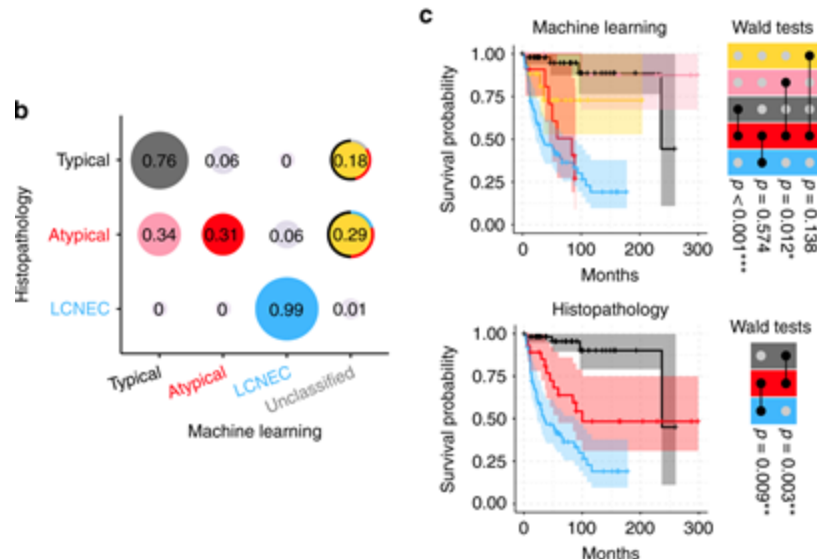 b
Histopathology
Typical
0.76
0.06
0
0.18
Atypical
0.34
0.31
0.06
0.29
LCNEC
0
0
0.99
0.01
Typical
Atypical
LCNEC
Unclassified
Machine learning
c
Machine learning
Survival probability
1.00
0.75
0.50
0.25
0.00
0
100
200
300
Months
Wald tests
p < 0.001***
p = 0.574
p = 0.012*
p = 0.138
Histopathology
Survival probability
1.00
0.75
0.50
0.25
0.00
0
100
200
300
Months
Wald tests
p = 0.009**
p = 0.003**